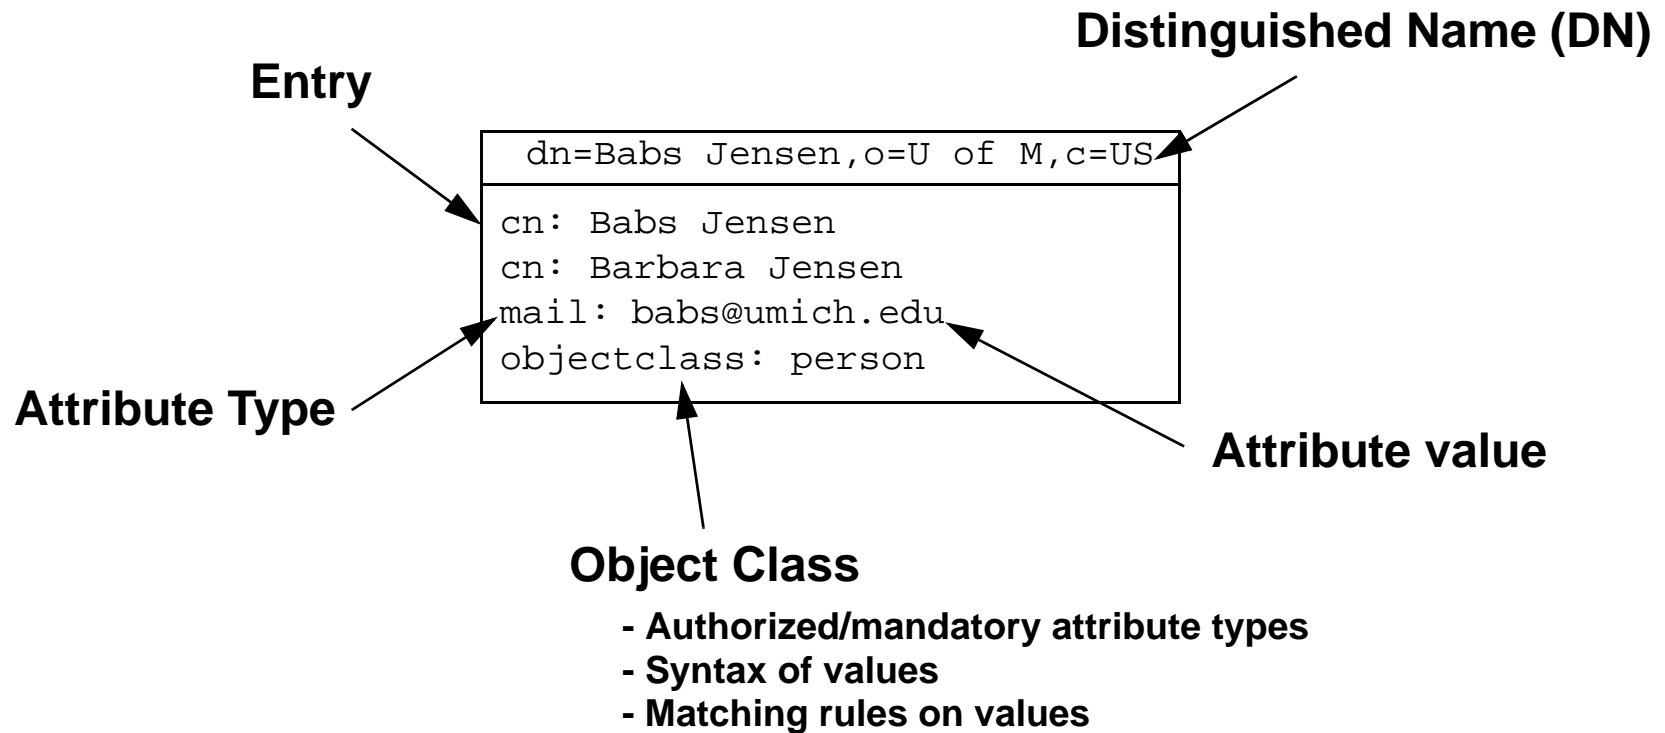 Distinguished Name (DN)
Entry
dn=Babs Jensen,o=U of M,c=US
cn: Babs Jensen
cn: Barbara Jensen
mail: babs@umich.edu
objectclass: person
Attribute Type
Attribute value
Object Class
- Authorized/mandatory attribute types
- Syntax of values
- Matching rules on values